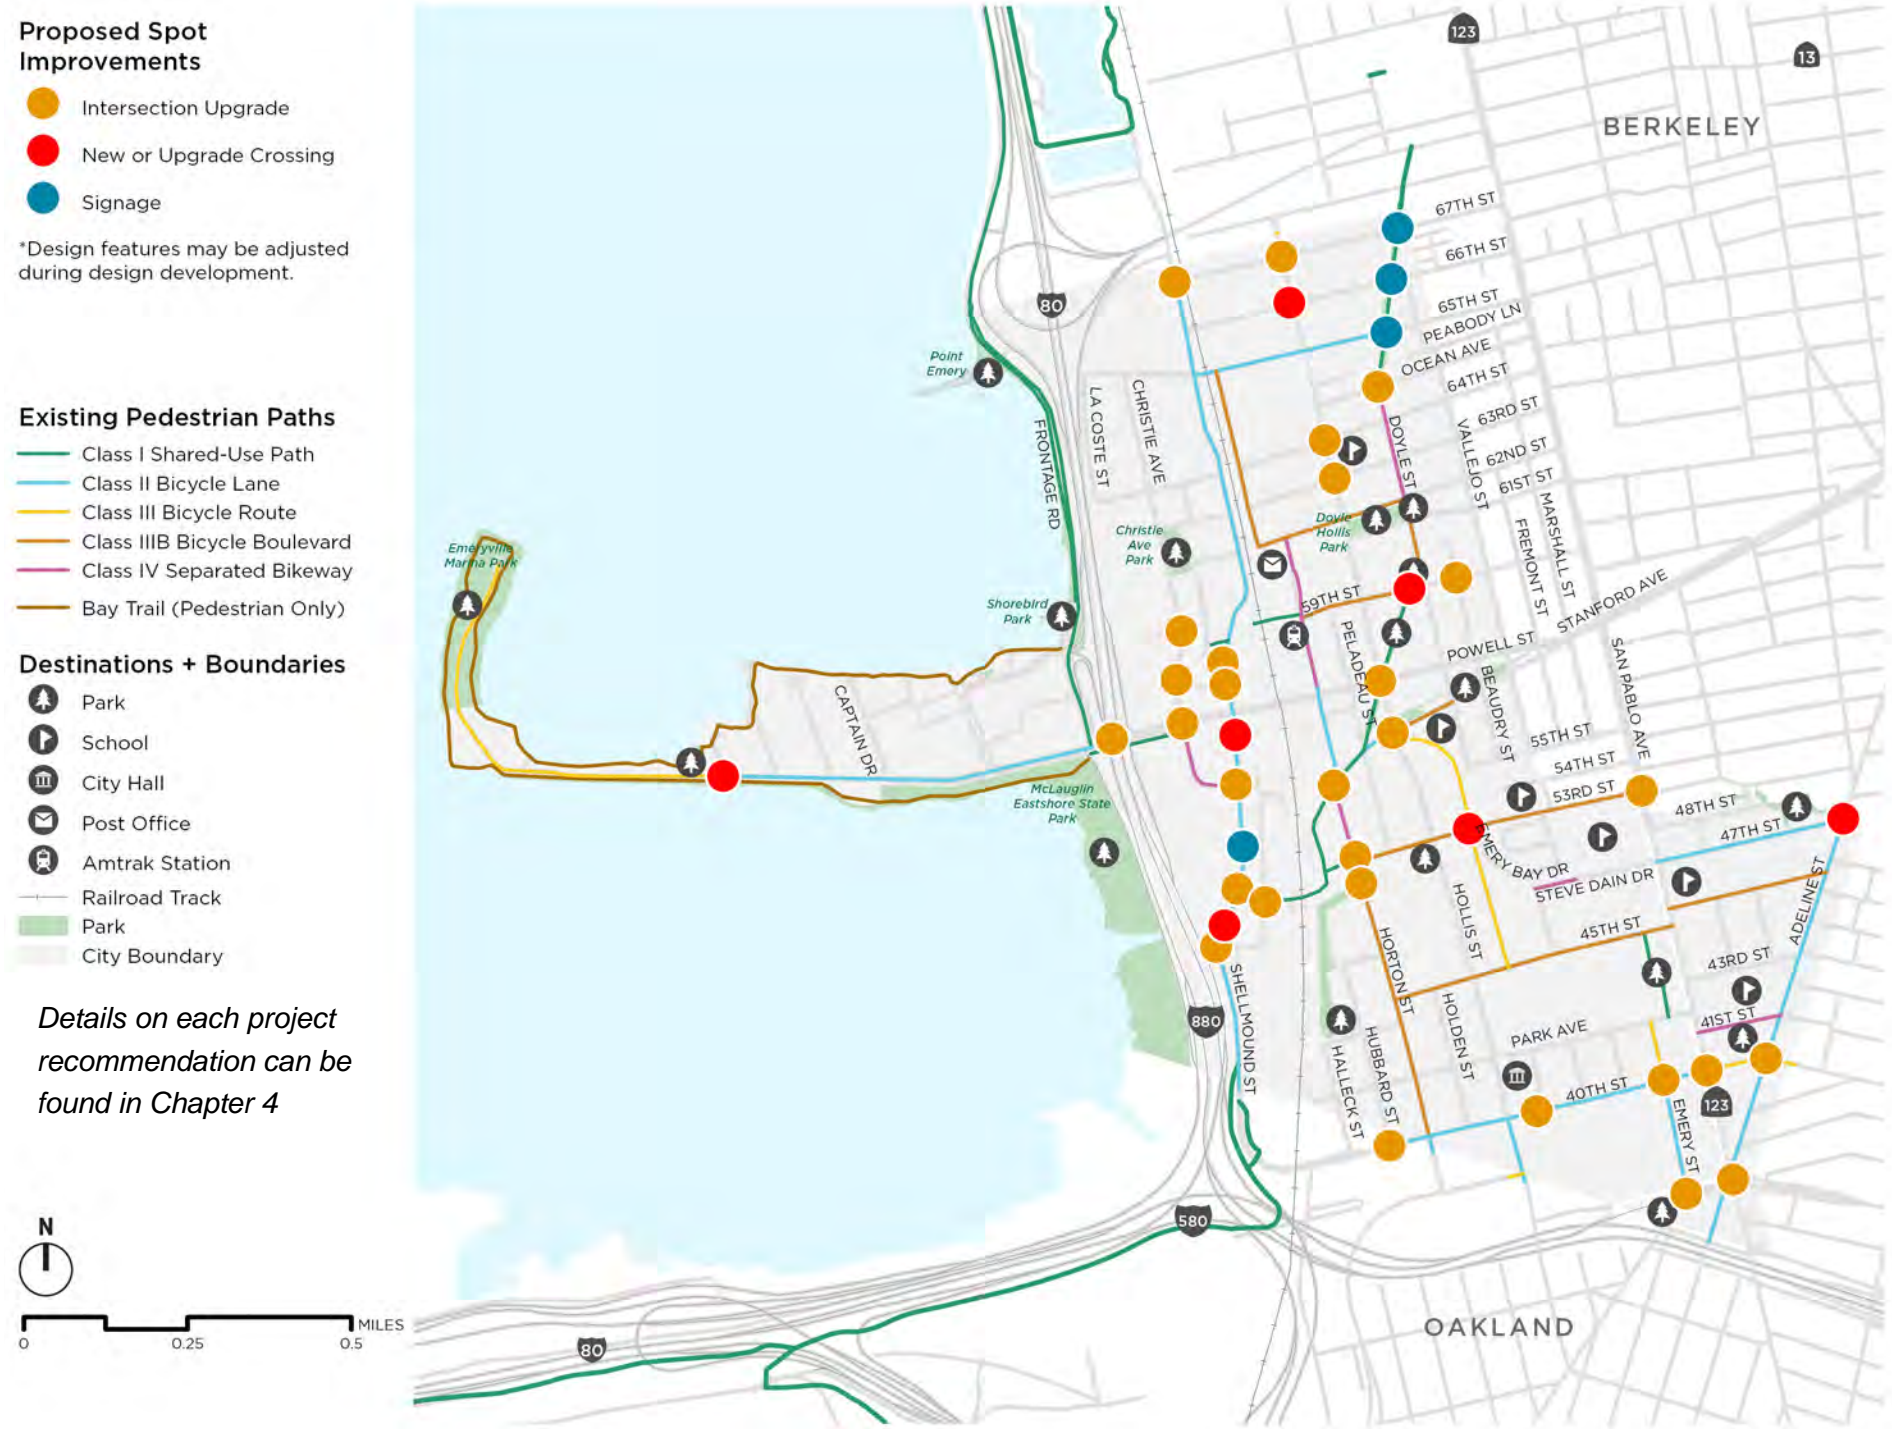 Proposed Spot
Improvements
Intersection Upgrade
New or Upgrade Crossing
Signage
*Design features may be adjusted
during design development.
Existing Pedestrian Paths
Class I Shared-Use Path
Class II Bicycle Lane
Class III Bicycle Route
Class IIIB Bicycle Boulevard
Class IV Separated Bikeway
Bay Trail (Pedestrian Only)
Destinations + Boundaries
Park
School
City Hall
Post Office
Amtrak Station
Railroad Track
Park
City Boundary
Details on each project
recommendation can be
found in Chapter 4
N
0
0.25
0.5
MILES
123
13
BERKELEY
67TH ST
66TH ST
65TH ST
PEABODY LN
OCEAN AVE
64TH ST
63RD ST
62ND ST
61ST ST
80
Point
Emery
FRONTAGE RD
LA COSTE ST
CHRISTIE AVE
DOYLE ST
VALLEJO ST
FREMONT ST
MARSHALL ST
STANFORD AVE
Christie
Ave
Park
Doyle
Hollis
Park
Emeryville
Marina Park
Shorebird
Park
59TH ST
PELADEAU ST
POWELL ST
BEAUDRY ST
SAN PABLO AVE
CAPTAIN DR
McLauglin
Eastshore State
Park
55TH ST
54TH ST
53RD ST
48TH ST
47TH ST
EMERY BAY DR
STEVE DAIN DR
ADELINE ST
HOLLIS ST
45TH ST
43RD ST
41ST ST
HORTON ST
HOLDEN ST
PARK AVE
SHELLMOUND ST
880
HALLECK ST
HUBBARD ST
40TH ST
EMERY ST
123
580
80
OAKLAND